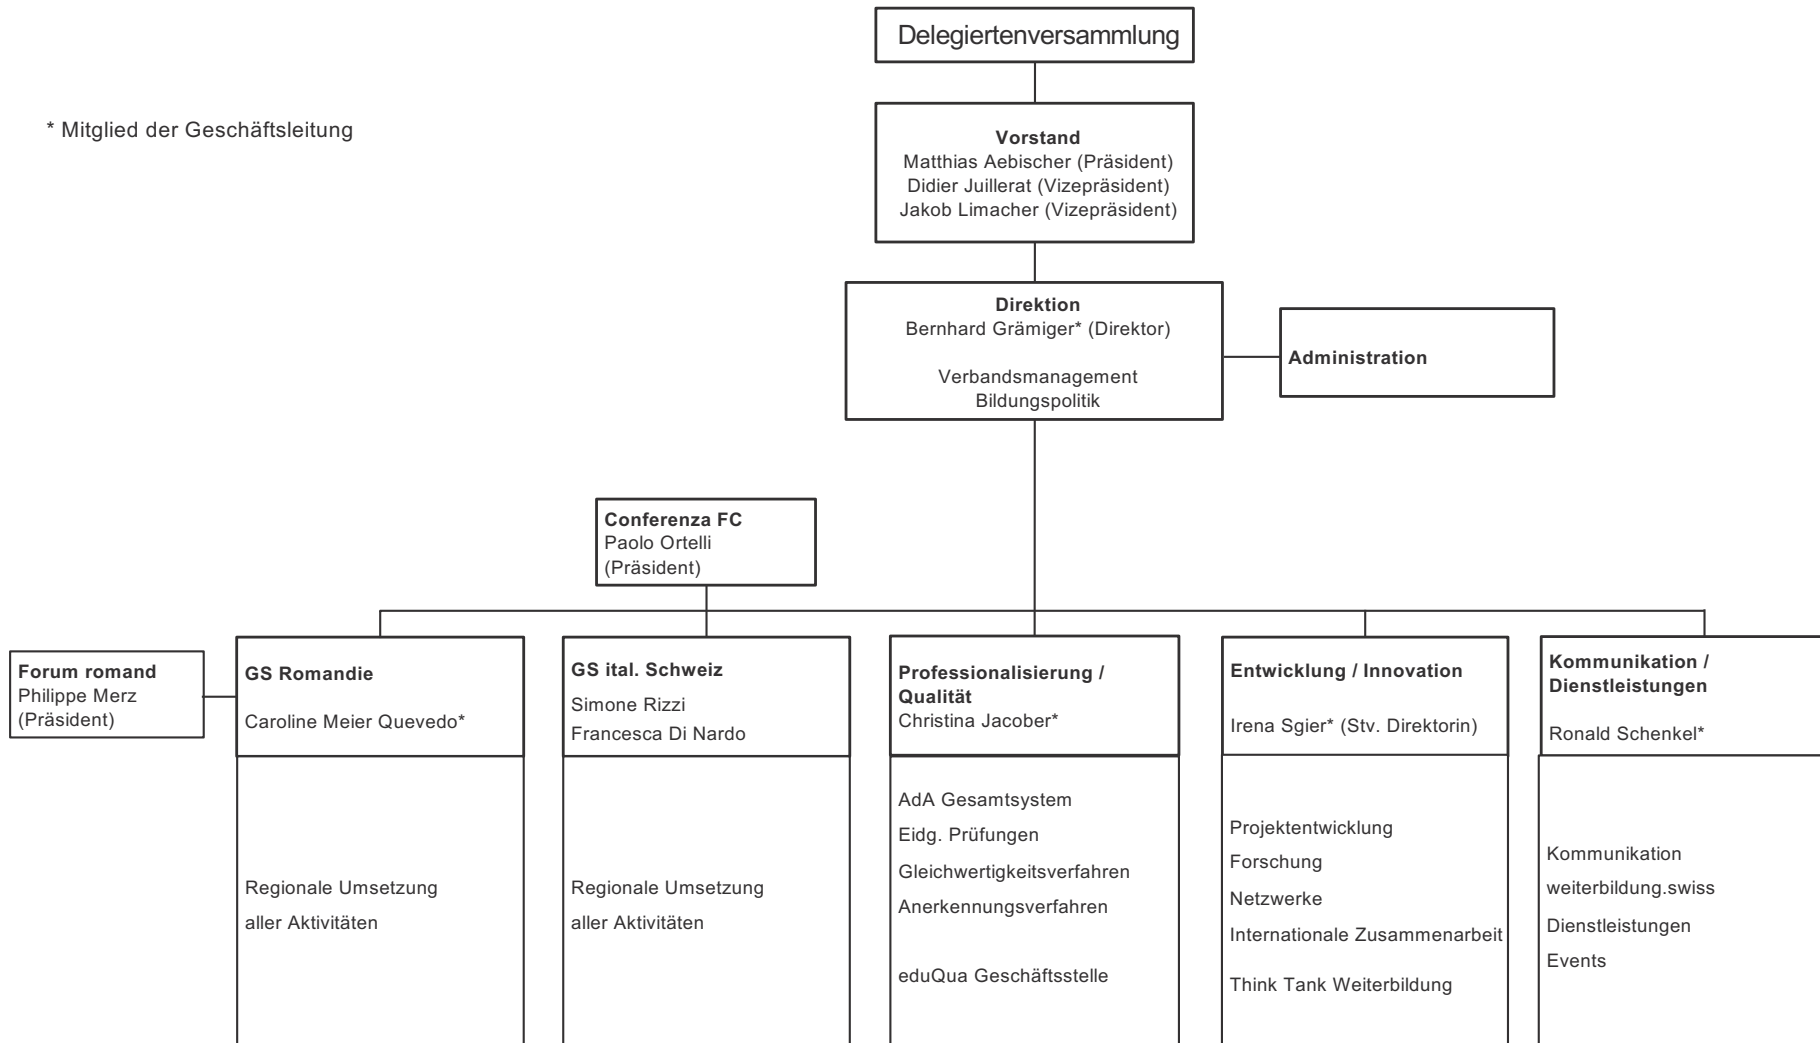 Delegiertenversammlung
* Mitglied der Geschäftsleitung
Vorstand
Matthias Aebischer (Präsident)
Didier Juillerat (Vizepräsident)
Jakob Limacher (Vizepräsident)
Direktion
Bernhard Grämiger* (Direktor)
Verbandsmanagement
Bildungspolitik
Administration
Conferenza FC
Paolo Ortelli
(Präsident)
Forum romand
Philippe Merz
(Präsident)
GS Romandie
Caroline Meier Quevedo*
Regionale Umsetzung
aller Aktivitäten
GS ital. Schweiz
Simone Rizzi
Francesca Di Nardo
Regionale Umsetzung
aller Aktivitäten
Professionalisierung /
Qualität
Christina Jacober*
AdA Gesamtsystem
Eidg. Prüfungen
Gleichwertigkeitsverfahren
Anerkennungsverfahren
eduQua Geschäftsstelle
Entwicklung / Innovation
Irena Sgier* (Stv. Direktorin)
Projektentwicklung
Forschung
Netzwerke
Internationale Zusammenarbeit
Think Tank Weiterbildung
Kommunikation /
Dienstleistungen
Ronald Schenkel*
Kommunikation
weiterbildung.swiss
Dienstleistungen
Events